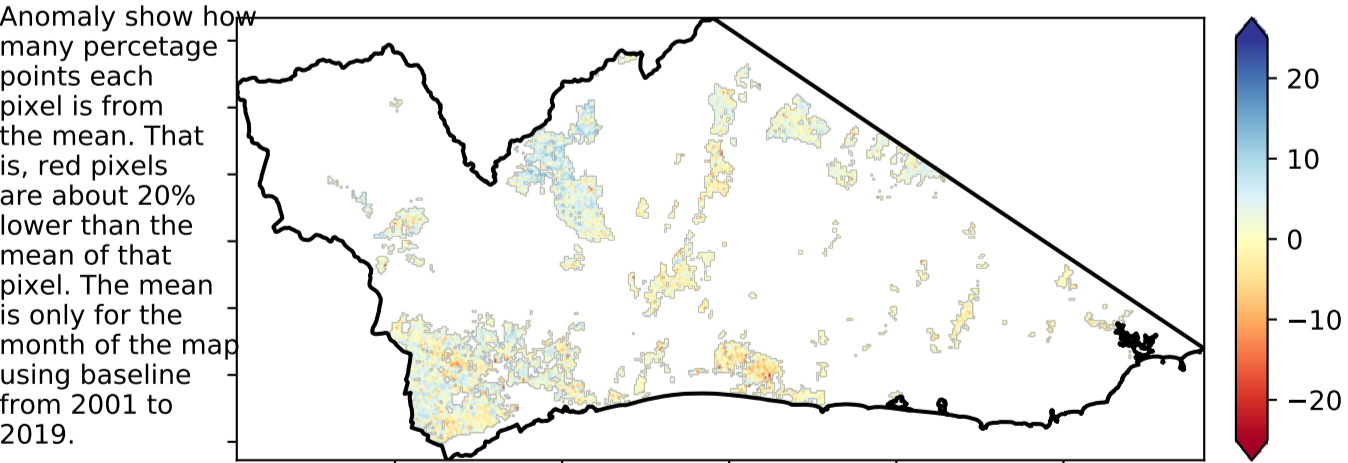 Anomaly show how
many percetage
points each
pixel is from
the mean. That
is, red pixels
are about 20%
lower than the
mean of that
pixel. The mean
is only for the
month of the map
using baseline
from 2001 to
2019.
20
10
0
−10
−20